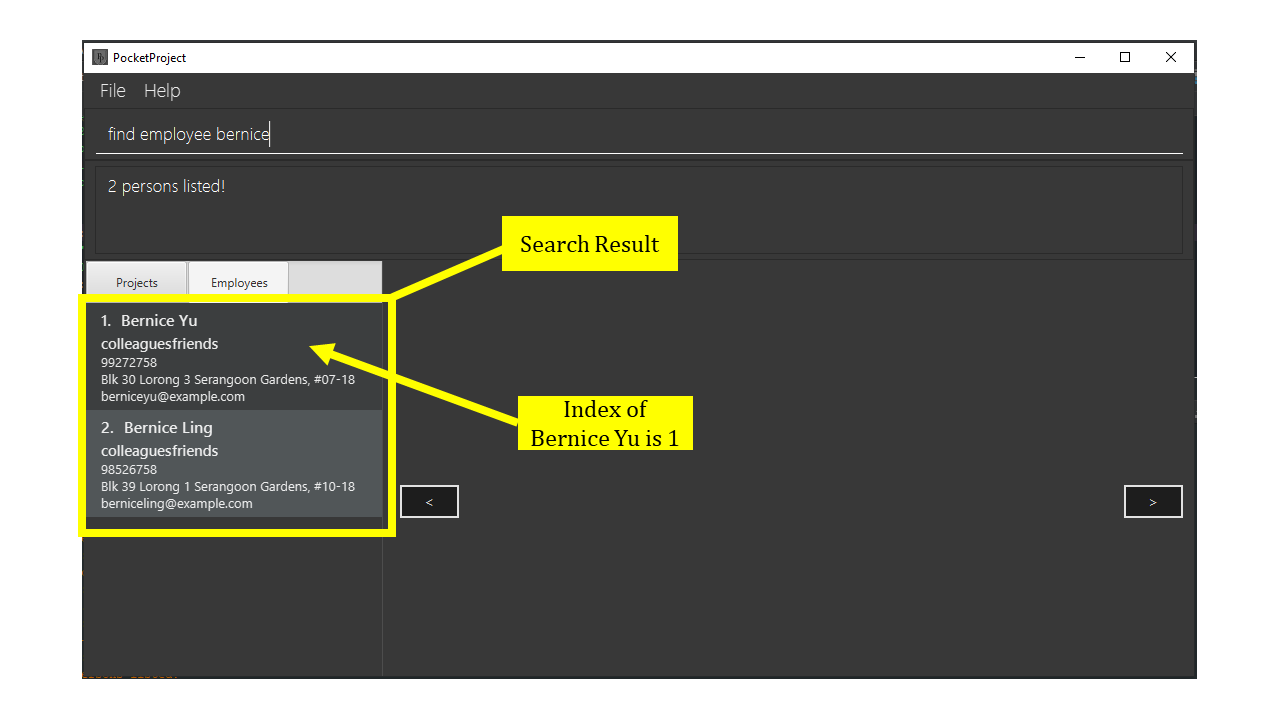 PocketProject
File Help
find employee bernice
2 persons listed!
Search Result
Projects Employees
1. Bernice Yu
colleaguesfriends
99272758
Blk 30 Lorong 3 Serangoon Gardens, #07-18
berniceyu@example.com
Index of
Bernice Yu is 1
2. Bernice Ling
colleaguesfriends
98526758
Blk 39 Lorong 1 Serangoon Gardens, #10-18
berniceling@example.com
< >